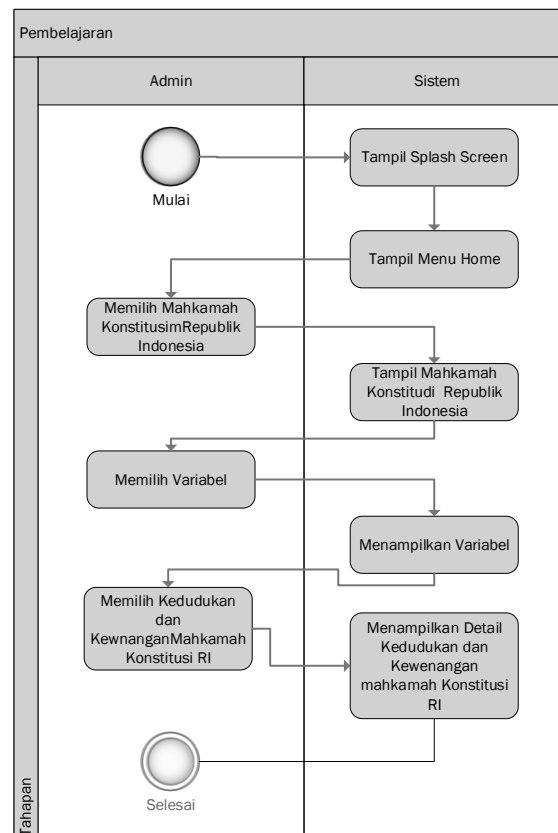 Pembelajaran
Admin
Sistem
Mulai
Tampil Splash Screen
Tampil Menu Home
Memilih Mahkamah
KonstitusimRepublik
Indonesia
Tampil Mahkamah
Konstitudi  Republik
Indonesia
Memilih Variabel
Menampilkan Variabel
Memilih Kedudukan
dan
KewnanganMahkamah
Konstitusi RI
Menampilkan Detail
Kedudukan dan
Kewenangan
mahkamah Konstitusi
RI
Selesai
Tahapan